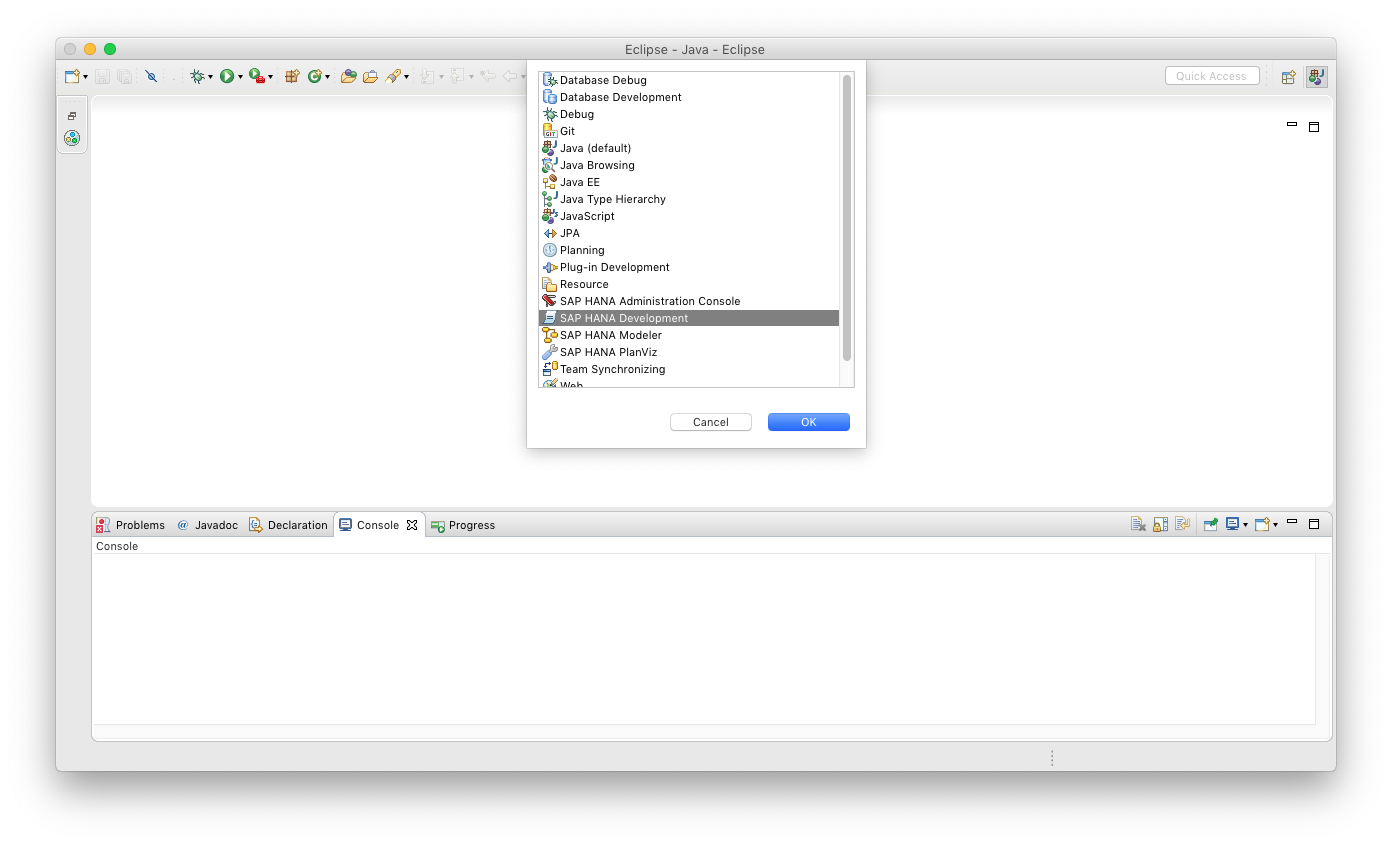 Eclipse - Java - Eclipse
Quick Access
Database Debug
Database Development
Debug
Git
Java (default)
Java Browsing
Java EE
Java Type Hierarchy
JavaScript
JPA
Planning
Plug-in Development
Resource
SAP HANA Administration Console
SAP HANA Development
SAP HANA Modeler
SAP HANA PlanViz
Team Synchronizing
Web
Cancel OK
Problems @ Javadoc Declaration Console Progress
Console